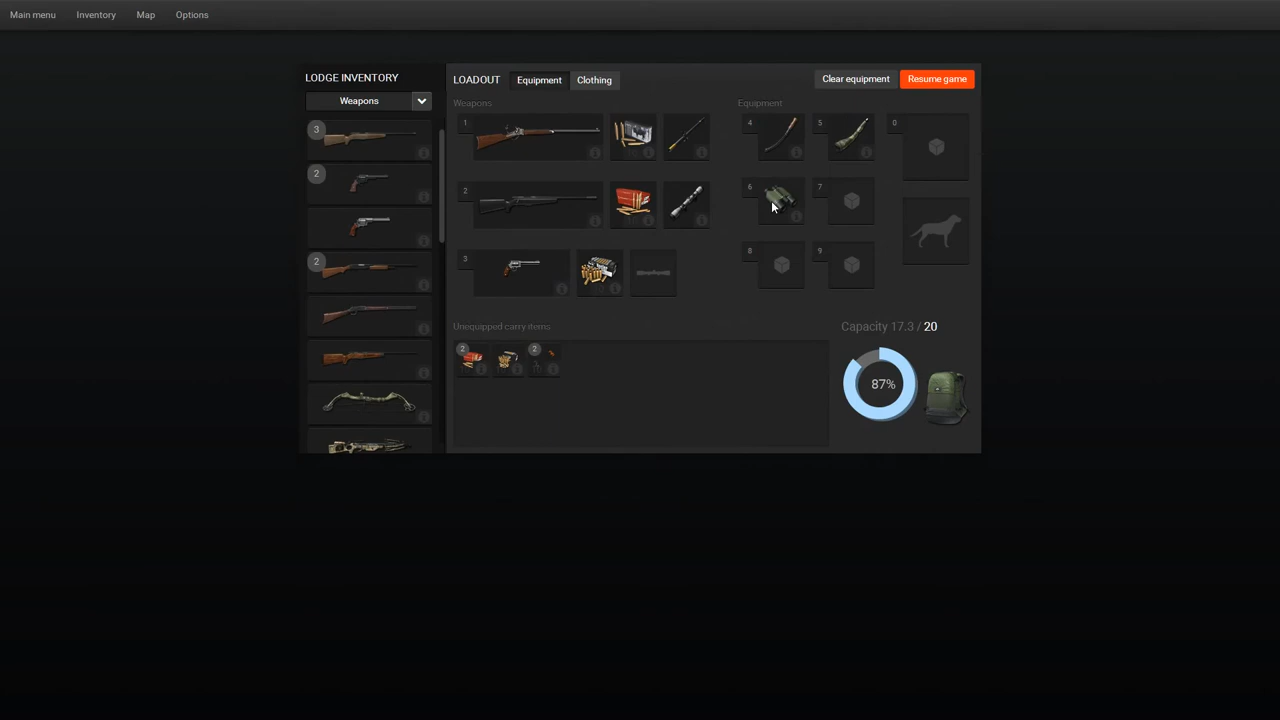 Main menu Inventory Map Options
LODGE INVENTORY
Weapons
3
2
2
LOADOUT Equipment Clothing Clear equipment Resume game
Weapons
1
2
3
Equipment
4 5 0
6 7
8 9
Unequipped carry items
2 2
Capacity 17.3 / 20
87%